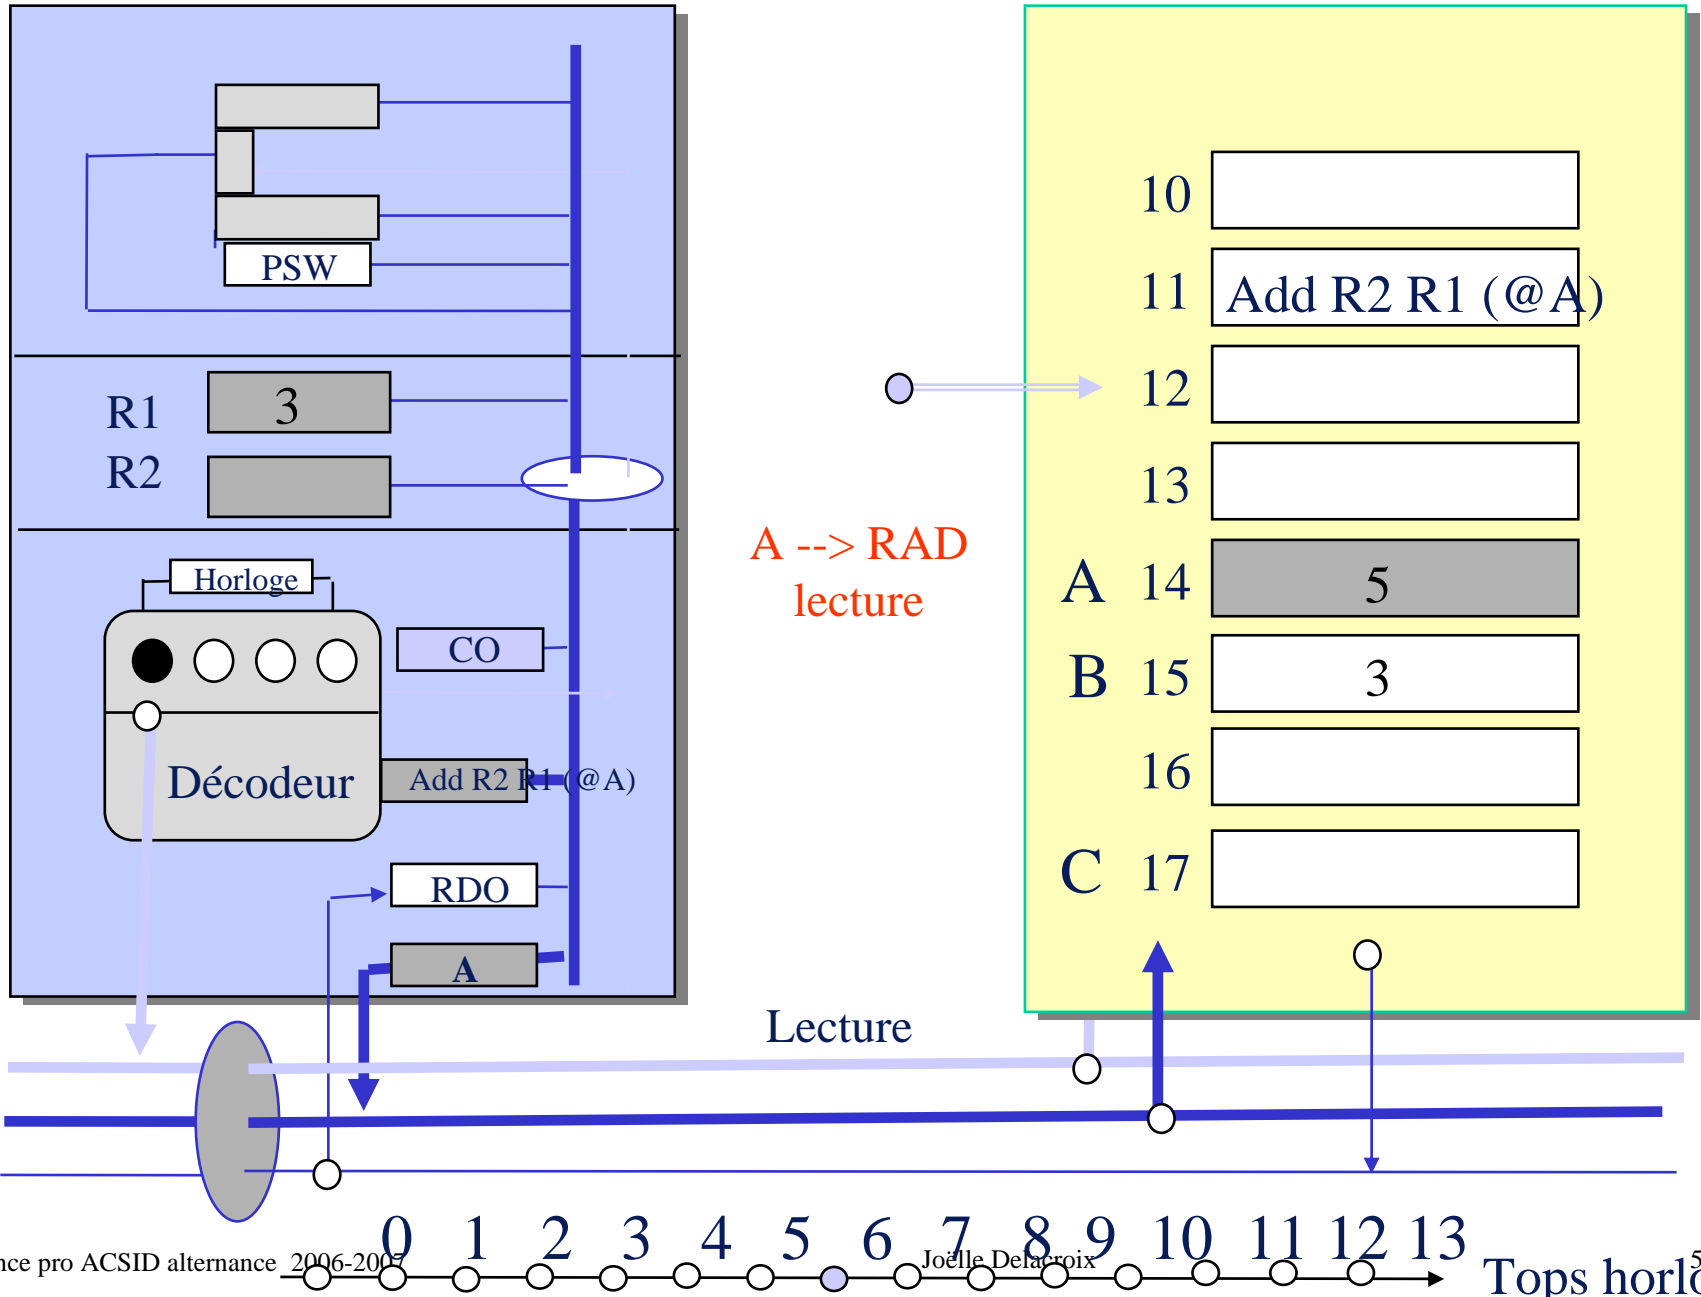 PSW
R1
3
R2
Horloge
CO
Décodeur
Add R2 R1 (@A)
RDO
A
A --> RAD
lecture
10
11 Add R2 R1 (@A)
12
13
A 14 5
B 15 3
16
C 17
Lecture
0 1 2 3 4 5 6 7 8 9 10 11 12 13
pro ACSID alternance 2006-2007
Joëlle Delacroix
Tops